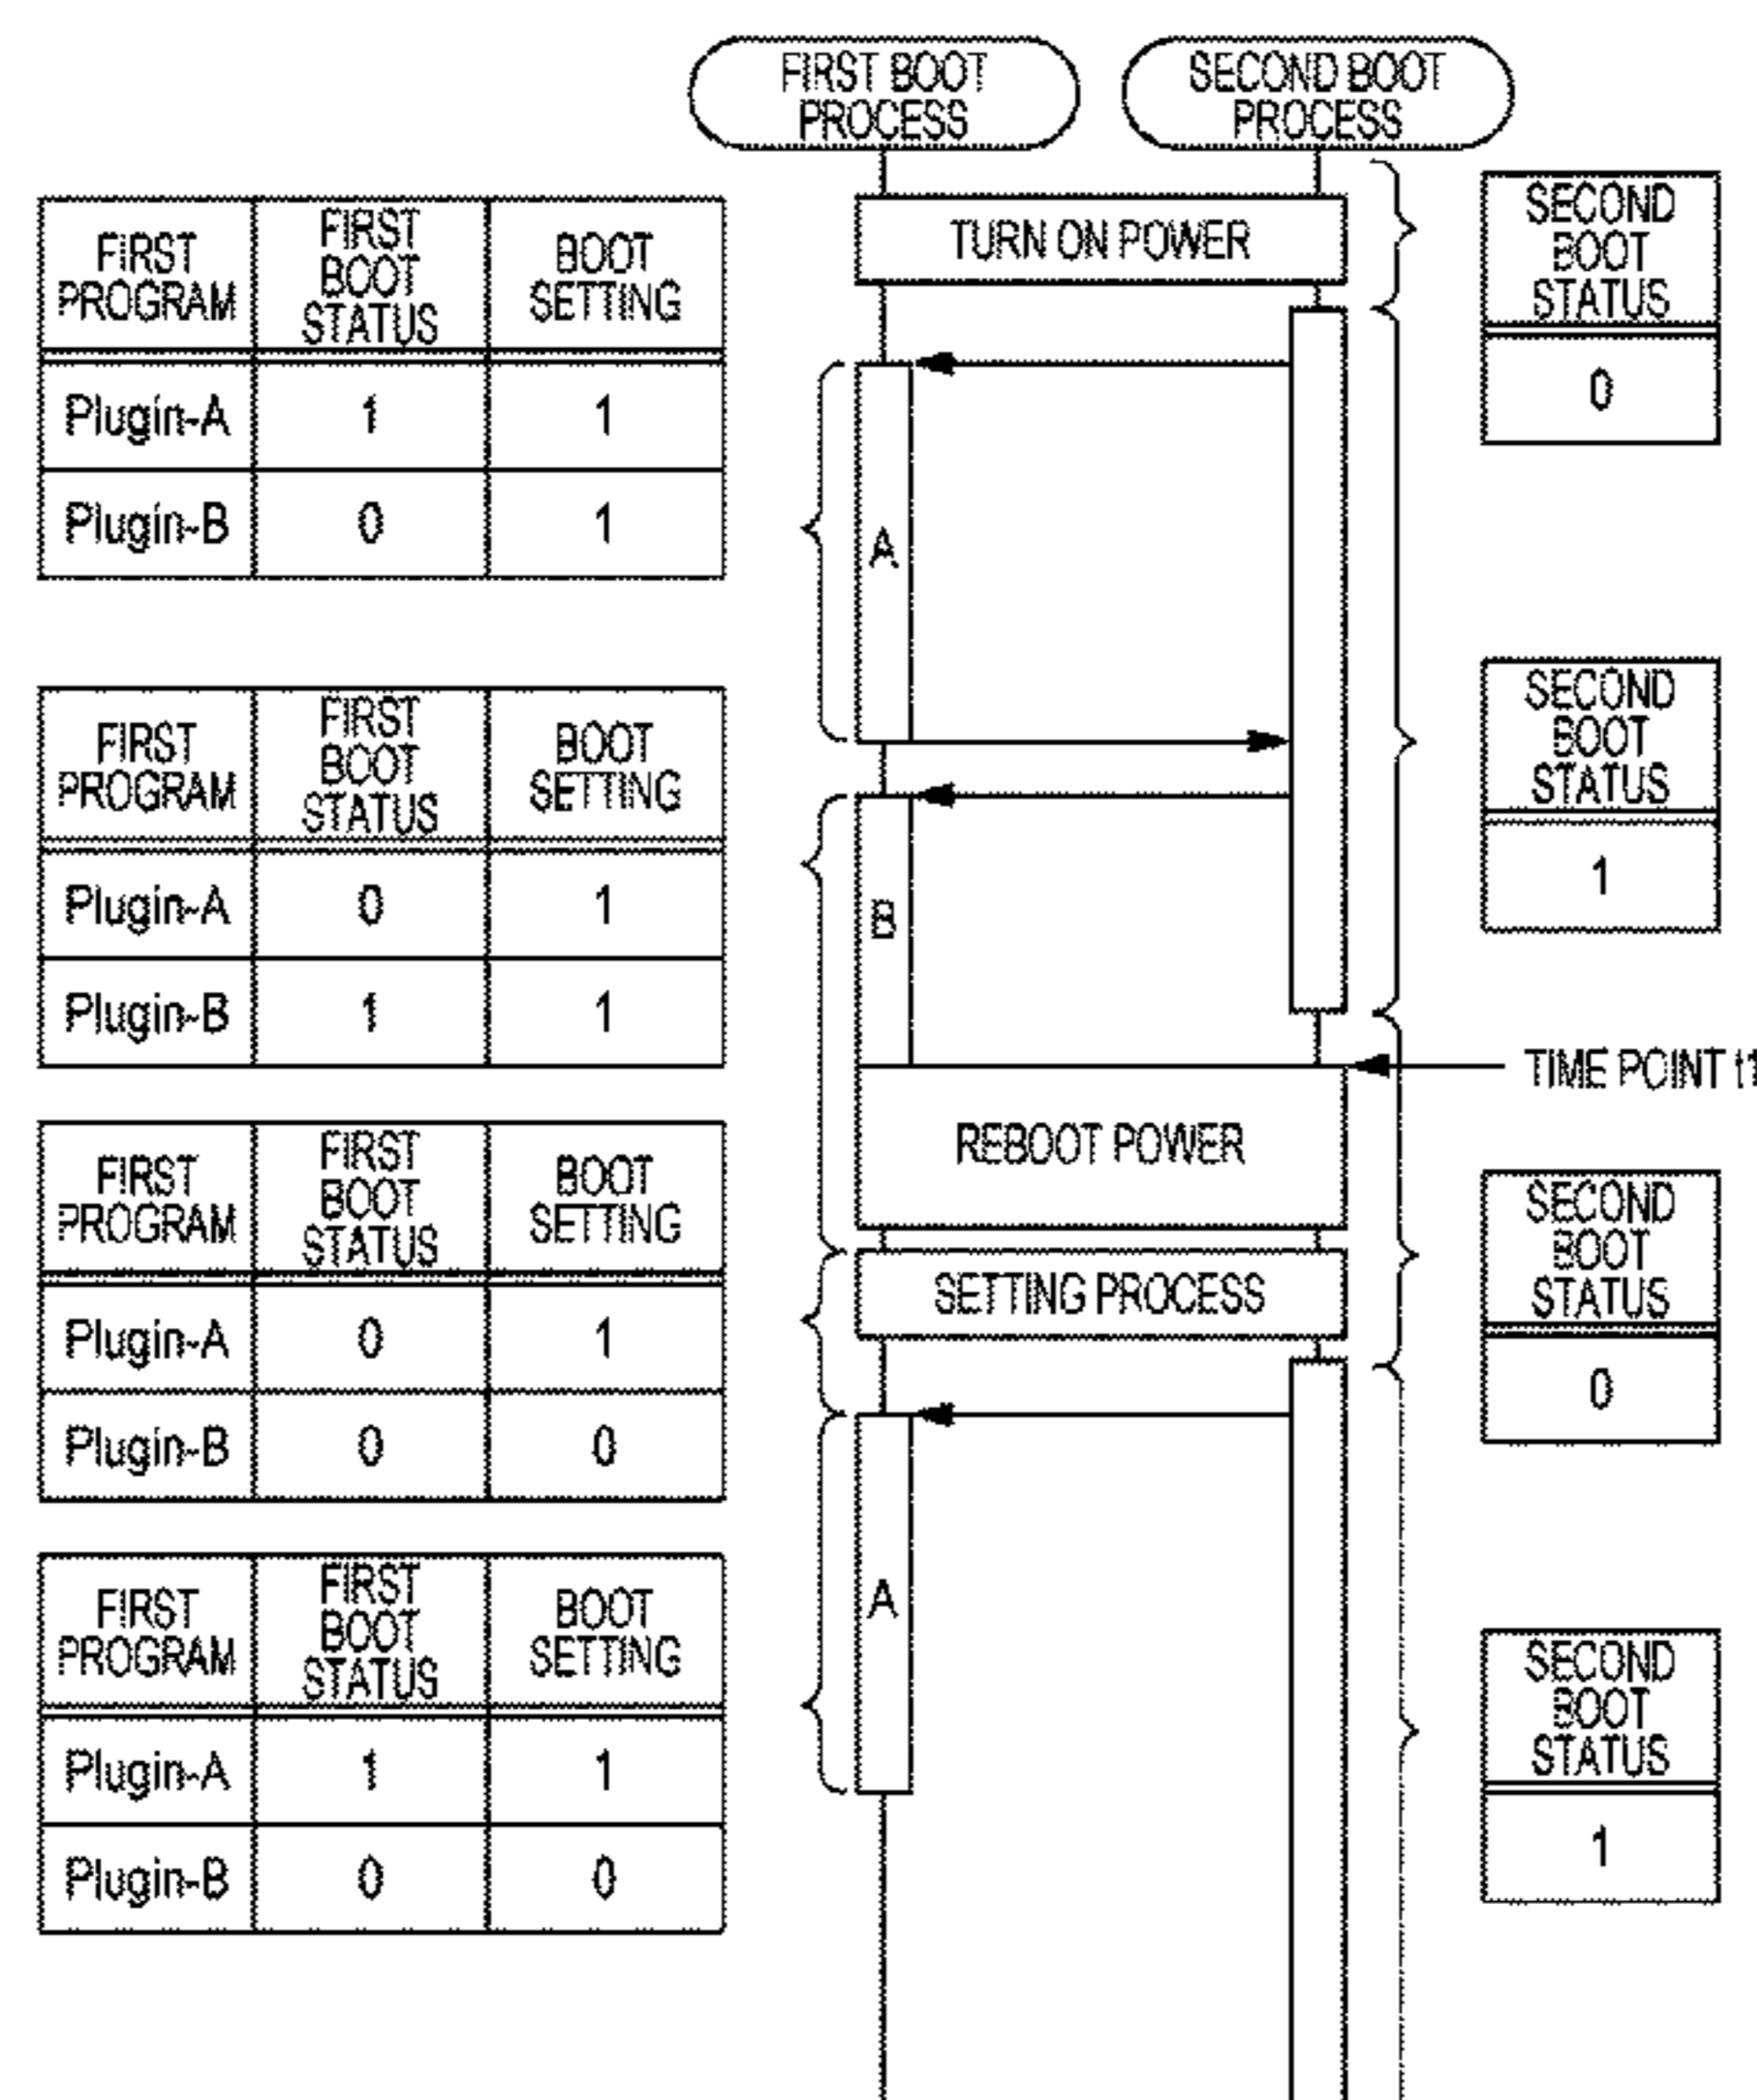 FIRST BOOT
PROCESS
SECOND BOOT
PROCESS
TURN ON POWER
FIRST
PROGRAM
FIRST
BOOT
STATUS
BOOT
SETTING
Plugin-A 1 1
Plugin-B 0 1
SECOND
BOOT
STATUS
0
A
FIRST
PROGRAM
FIRST
BOOT
STATUS
BOOT
SETTING
Plugin-A 0 1
Plugin-B 1 1
SECOND
BOOT
STATUS
1
B
TIME POINT t1
REBOOT POWER
SETTING PROCESS
FIRST
PROGRAM
FIRST
BOOT
STATUS
BOOT
SETTING
Plugin-A 0 1
Plugin-B 0 0
SECOND
BOOT
STATUS
0
A
FIRST
PROGRAM
FIRST
BOOT
STATUS
BOOT
SETTING
Plugin-A 1 1
Plugin-B 0 0
SECOND
BOOT
STATUS
1